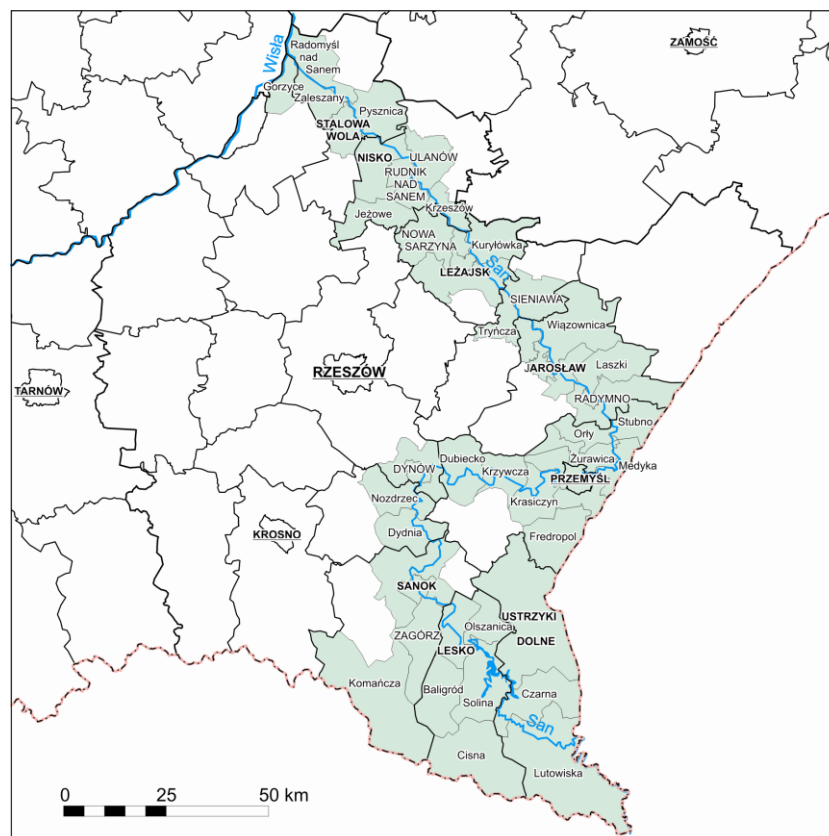 ZAMOŚĆ
Wisła
Radomyśl
nad
Sanem
Gorzyce
Zaleszany
Pysznica
STALOWA
WOLA
NISKO
ULANÓW
RUDNIK
NAD
SANEM
Krzeszów
Jeżowe
NOWA
SARZYNA
Kuryłówka
San
LEŻAJSK
SIENIAWA
Wiązownica
Tryńcza
JAROSŁAW
Laszki
RZESZÓW
TARNÓW
RADYMNO
Stubno
Orły
Żurawica
Medyka
DYNÓW
Dubiecko
Krzywcza
PRZEMYŚL
Nozdrzec
Krasiczyn
KROSNO
Dydnia
Fredropol
SANOK
USTRZYKI
DOLNE
Olszanica
ZAGÓRZ
LESKO
Komańcza
Baligród
Solina
Czarna
San
Cisna
Lutowiska
0 25 50 km